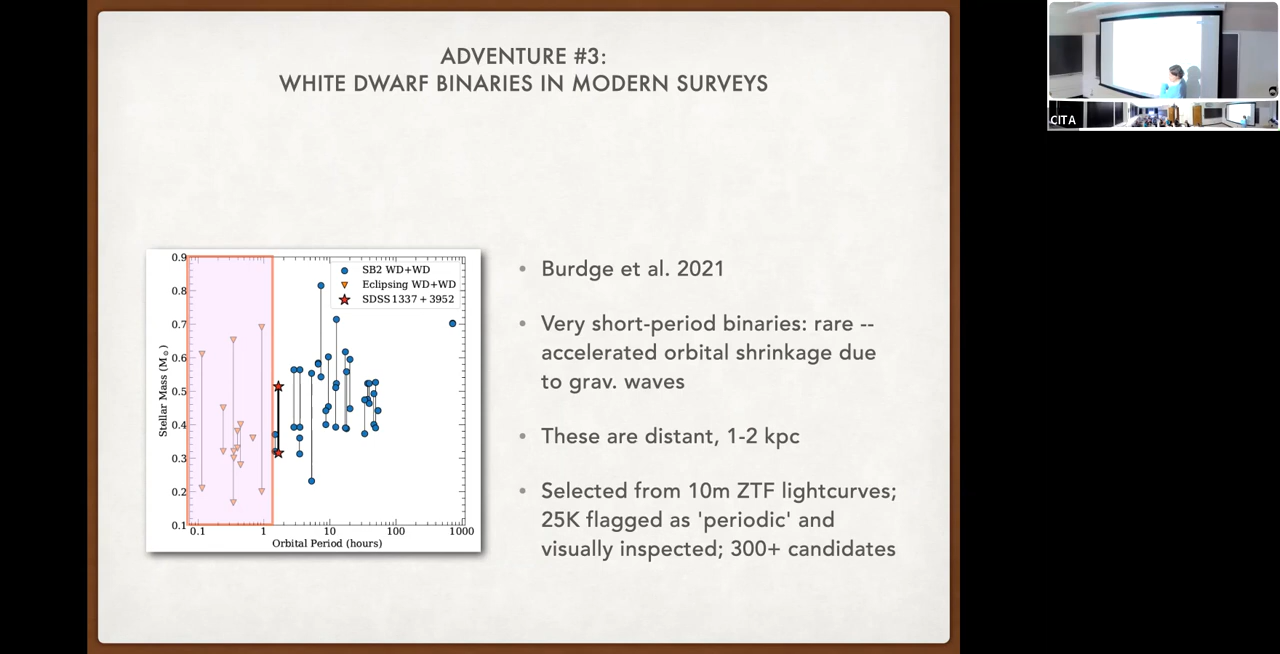 ADVENTURE #3:
WHITE DWARF BINARIES IN MODERN SURVEYS
CITA
0.9
0.8
0.7
0.6
0.5
0.4
0.3
0.2
0.1
Stellar Mass (M⊙)
SB2 WD+WD
Eclipsing WD+WD
SDSS 1337 + 3952
0.1 1 10 100 1000
Orbital Period (hours)
• Burdge et al. 2021
• Very short-period binaries: rare --
accelerated orbital shrinkage due
to grav. waves
• These are distant, 1-2 kpc
• Selected from 10m ZTF lightcurves;
25K flagged as 'periodic' and
visually inspected; 300+ candidates